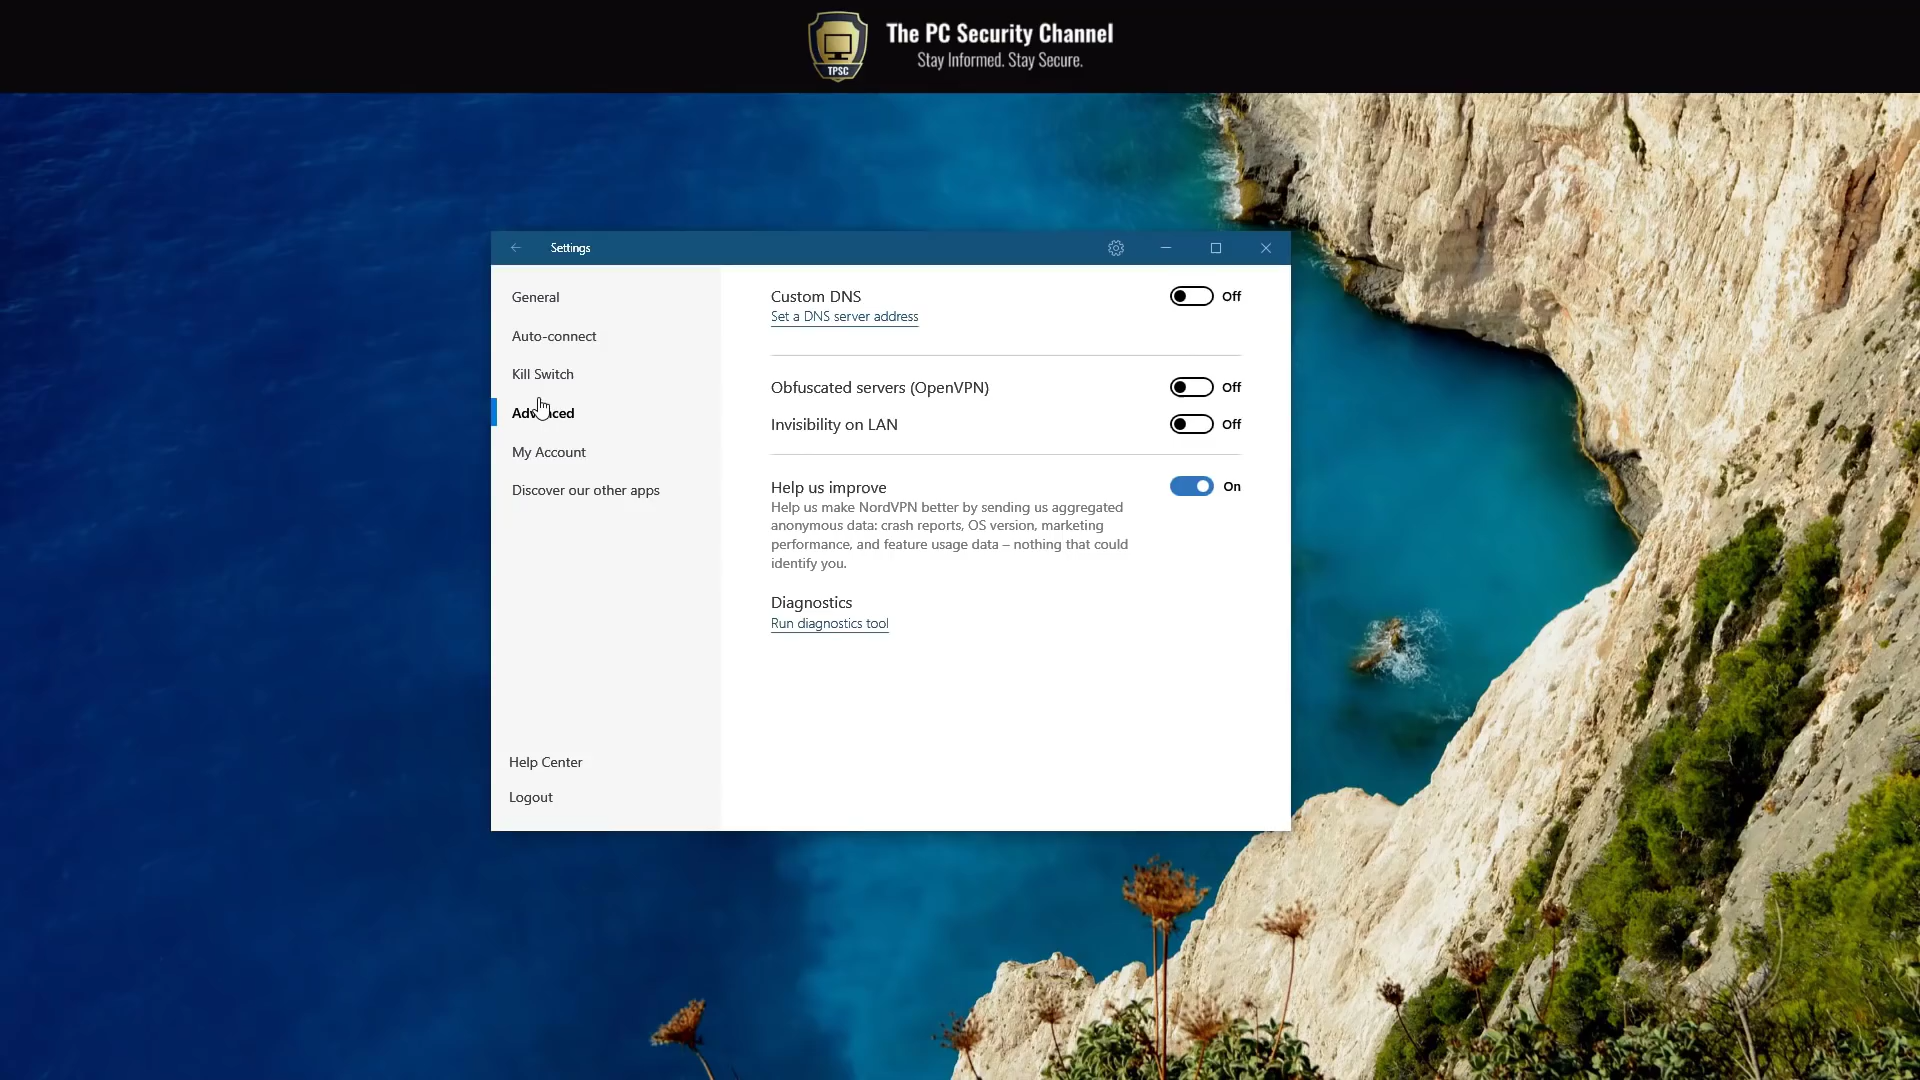 The PC Security Channel
TPSC
Stay Informed. Stay Secure.
Settings
General
Auto-connect
Kill Switch
Advanced
My Account
Discover our other apps
Help Center
Logout
Custom DNS
Off
Set a DNS server address
Obfuscated servers (OpenVPN)
Off
Invisibility on LAN
Off
Help us improve
On
Help us make NordVPN better by sending us aggregated
anonymous data: crash reports, OS version, marketing
performance, and feature usage data – nothing that could
identify you.
Diagnostics
Run diagnostics tool